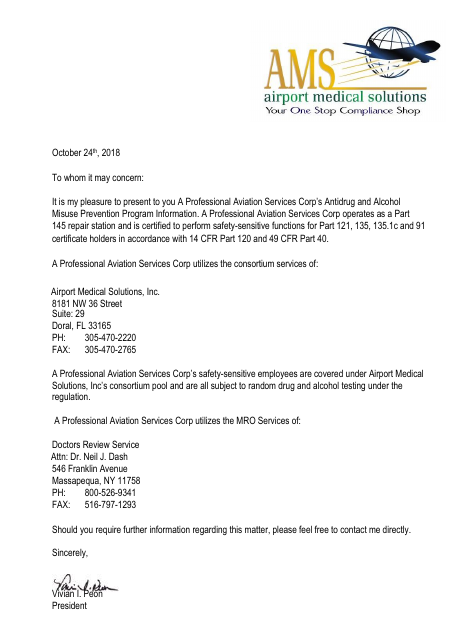 AMS
airport medical solutions
Your One Stop Compliance Shop
October 24th, 2018
To whom it may concern:
It is my pleasure to present to you A Professional Aviation Services Corp's Antidrug and Alcohol
Misuse Prevention Program Information. A Professional Aviation Services Corp operates as a Part
145 repair station and is certified to perform safety-sensitive functions for Part 121, 135, 135.1c and 91
certificate holders in accordance with 14 CFR Part 120 and 49 CFR Part 40.
A Professional Aviation Services Corp utilizes the consortium services of:
Airport Medical Solutions, Inc.
8181 NW 36 Street
Suite: 29
Doral, FL 33165
PH: 305-470-2220
FAX: 305-470-2765
A Professional Aviation Services Corp's safety-sensitive employees are covered under Airport Medical
Solutions, Inc's consortium pool and are all subject to random drug and alcohol testing under the
regulation.
A Professional Aviation Services Corp utilizes the MRO Services of:
Doctors Review Service
Attn: Dr. Neil J. Dash
546 Franklin Avenue
Massapequa, NY 11758
PH: 800-526-9341
FAX: 516-797-1293
Should you require further information regarding this matter, please feel free to contact me directly.
Sincerely,
Vivian I. Peon
President